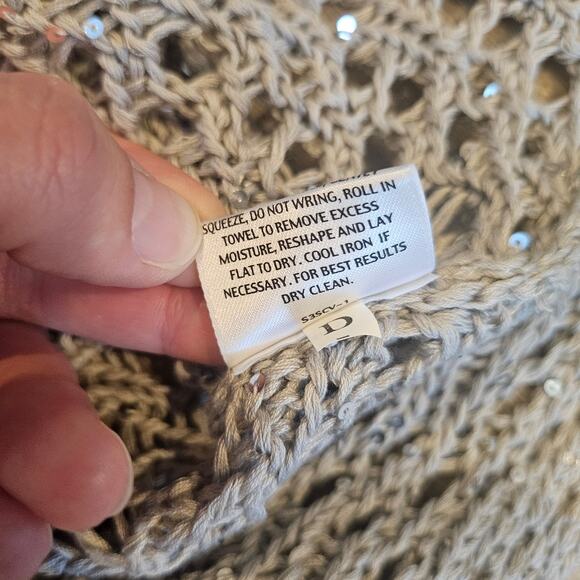 SQUEEZE, DO NOT WRING, ROLL IN
TOWEL TO REMOVE EXCESS
MOISTURE, RESHAPE AND LAY
FLAT TO DRY. COOL IRON IF
NECESSARY. FOR BEST RESULTS
DRY CLEAN.
S3SCV-1
D